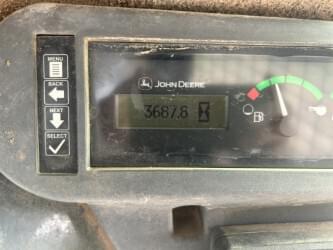 MENU
BACK
NEXT
SELECT
JOHN DEERE
3687.8